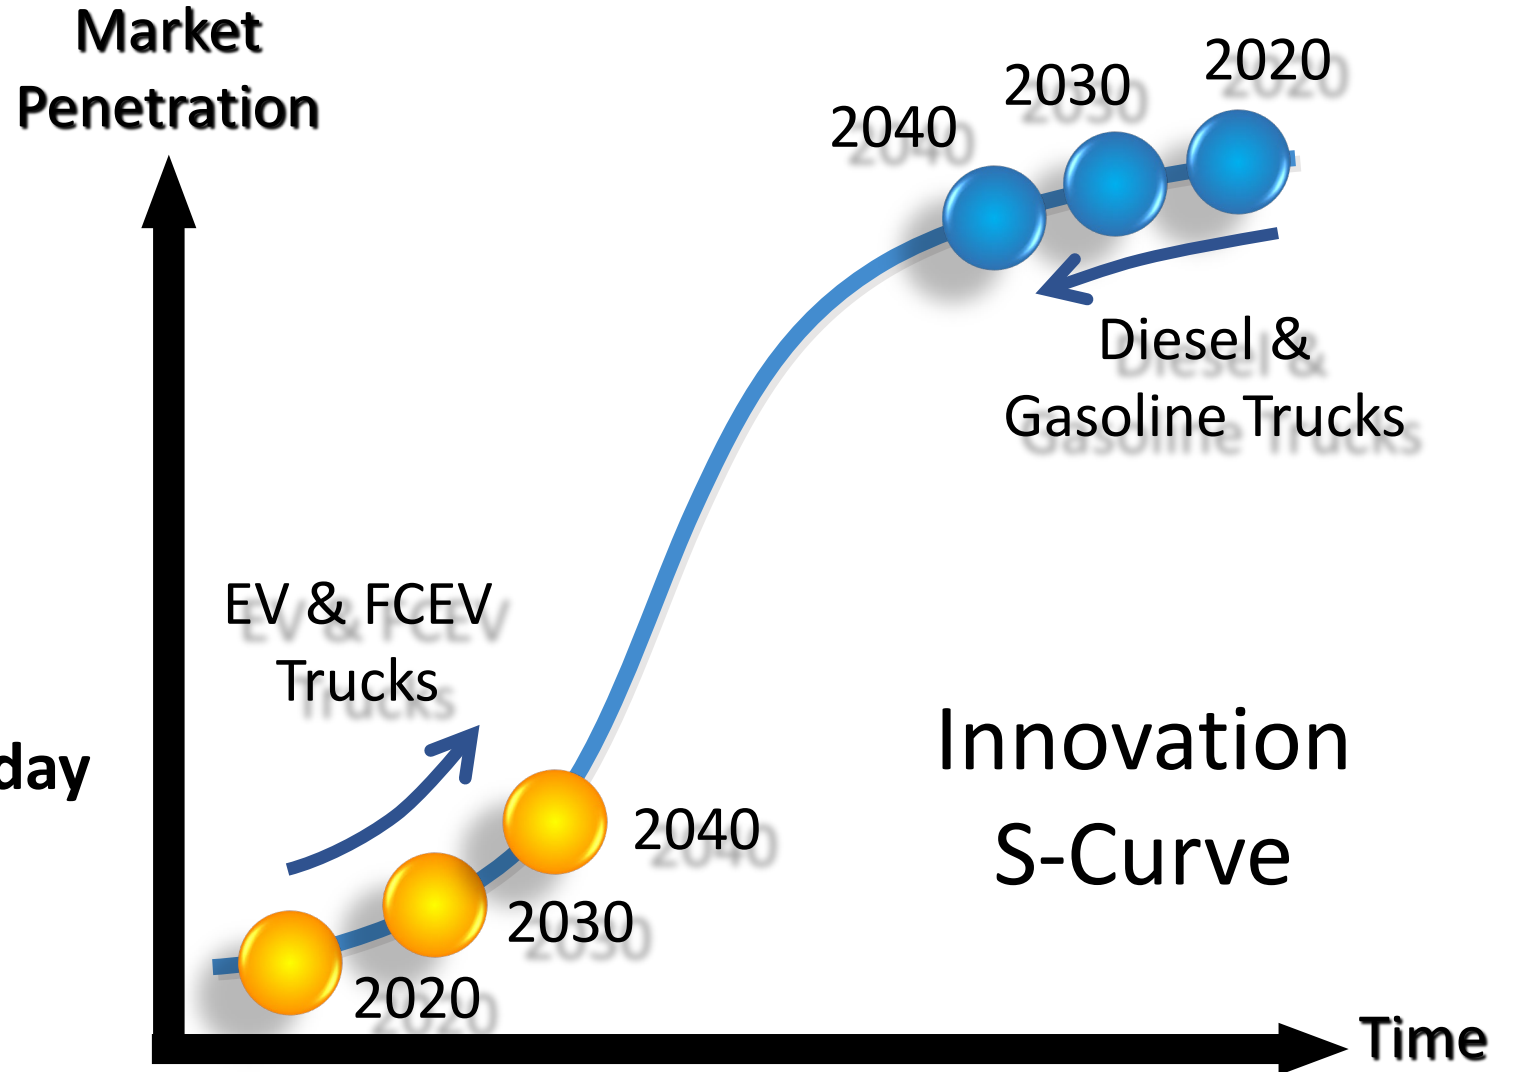 Market
Penetration
2040
2030
2020
Diesel &
Gasoline Trucks
EV & FCEV
Trucks
day
Innovation
S-Curve
2040
2030
2020
Time